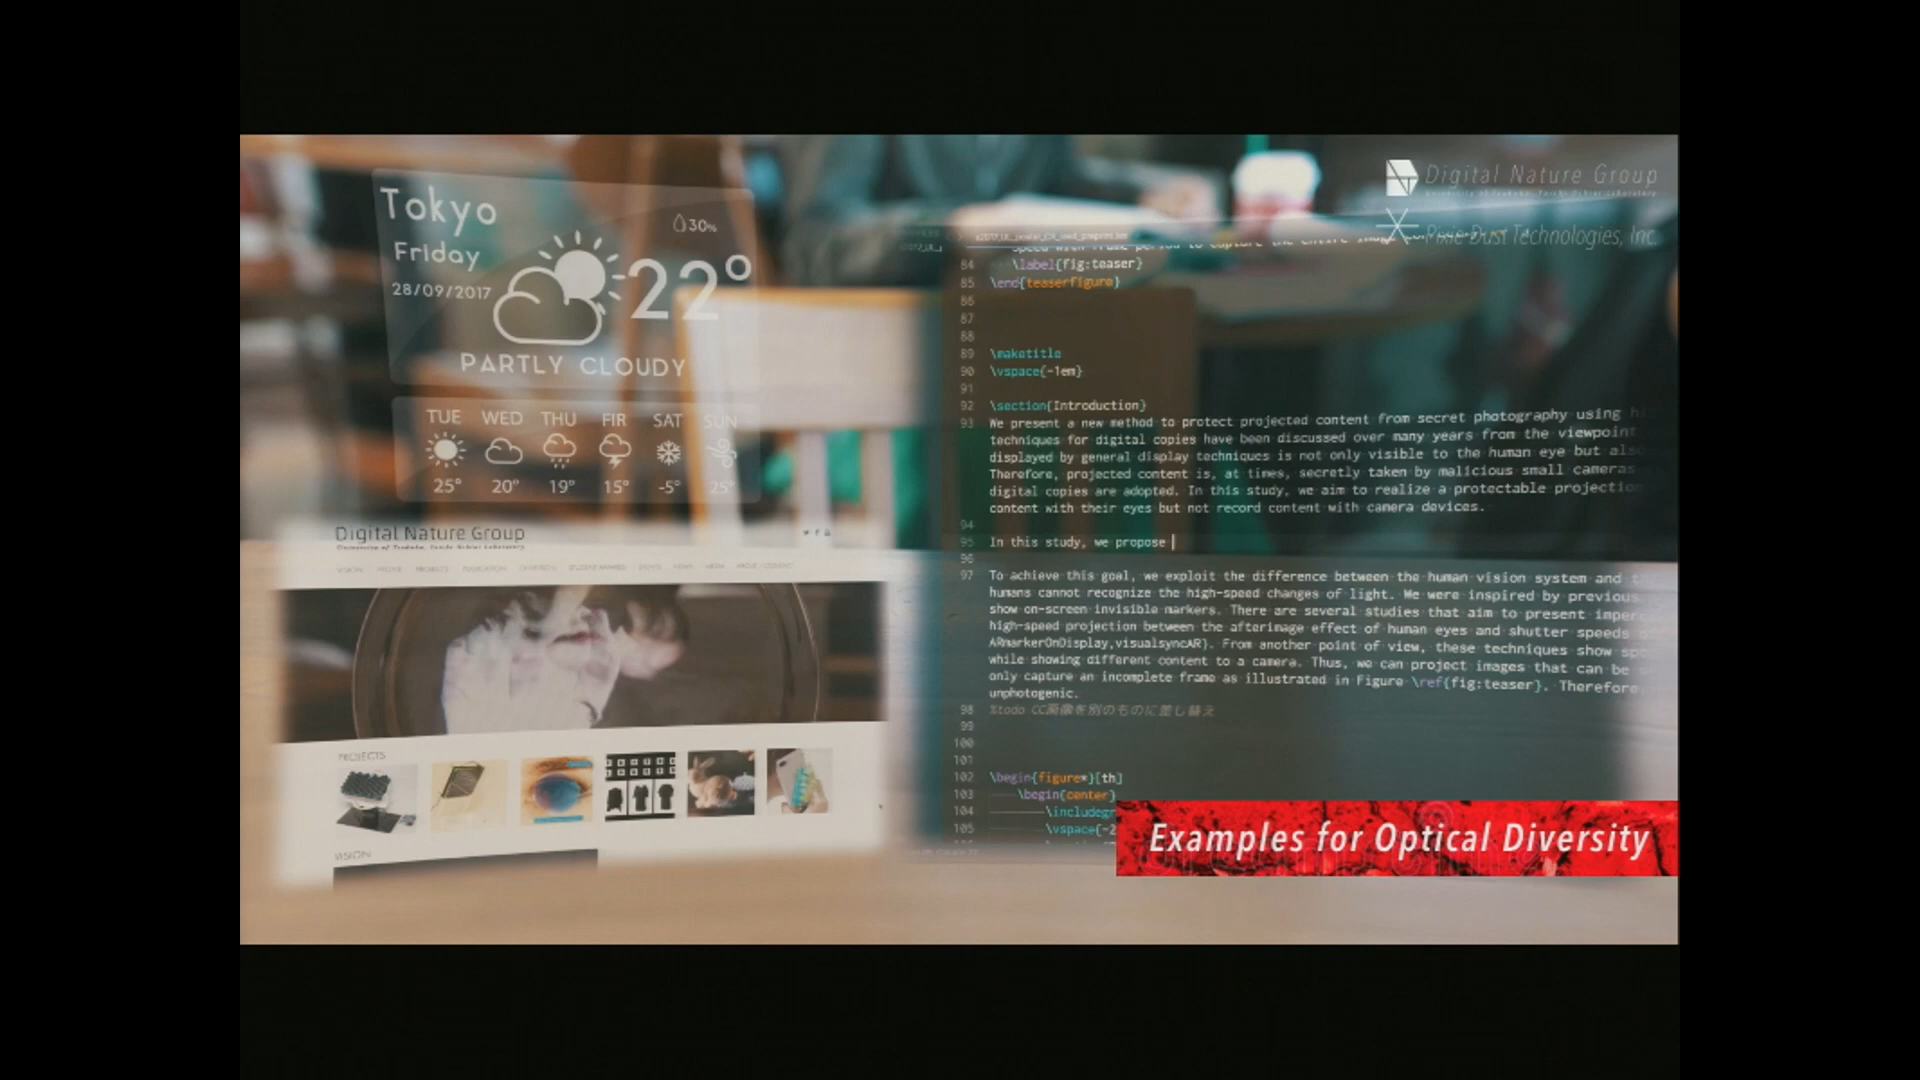 Tokyo
Friday
28/09/2017
30%
22°
PARTLY CLOUDY
TUE WED THU FIR SAT SUN
25° 20° 19° 15° -5° 25°
Digital Nature Group
PROJECTS
VISION
Digital Nature Group
Pixie Dust Technologies, Inc.
84 \label{fig:teaser}
85 \end{teaserfigure}
86
87
88
89 \maketitle
90 \vspace{-1em}
91
92 \section{Introduction}
93 We present a new method to protect projected content from secret photography using
techniques for digital copies have been discussed over many years from the viewpoint
displayed by general display techniques is not only visible to the human eye but also
Therefore, projected content is, at times, secretly taken by malicious small cameras
digital copies are adopted. In this study, we aim to realize a protectable projection
content with their eyes but not record content with camera devices.
94
95 In this study, we propose
96
97 To achieve this goal, we exploit the difference between the human vision system and
humans cannot recognize the high-speed changes of light. We were inspired by previous
show on-screen invisible markers. There are several studies that aim to present
high-speed projection between the afterimage effect of human eyes and shutter speeds
ARmarkerOnDisplay,visualsyncAR}. From another point of view, these techniques show
while showing different content to a camera. Thus, we can project images that can be
only capture an incomplete frame as illustrated in Figure \ref{fig:teaser}. Therefore,
unphotogenic.
98 %todo CC画像を別のものに差し替え
99
100
101
102 \begin{figure*}[th]
103 \begin{center}
104 \includegr
105 \vspace{-2
Examples for Optical Diversity